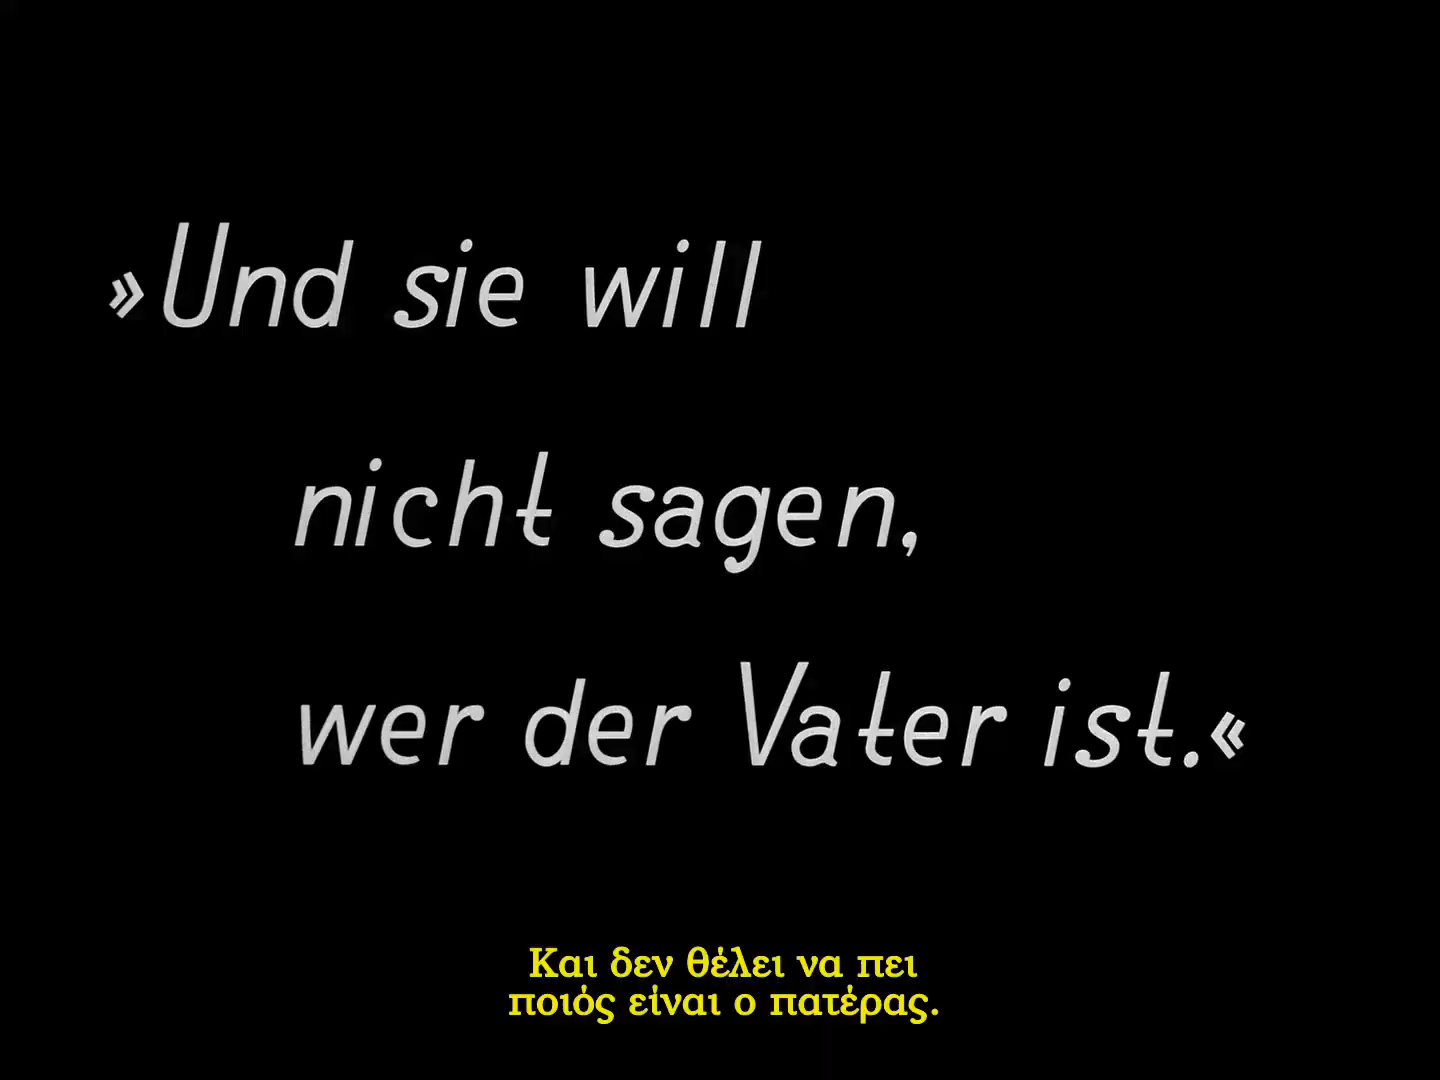 »Und sie will
nicht sagen,
wer der Vater ist.«
Και δεν θέλει να πει
ποιός είναι ο πατέρας.